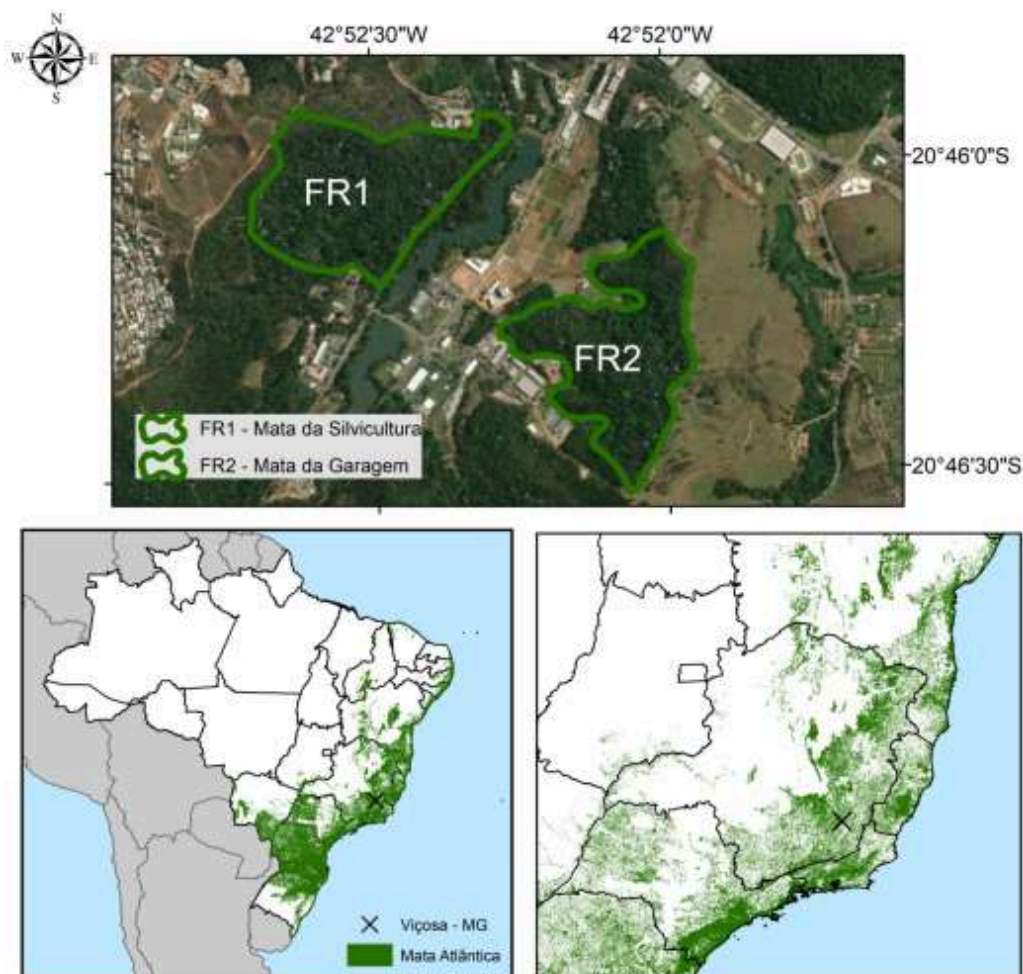 N
W E
S
42°52'30"W
42°52'0"W
20°46'0"S
FR1
FR2
FR1 - Mata da Silvicultura
FR2 - Mata da Garagem
20°46'30"S
Viçosa - MG
Mata Atlântica